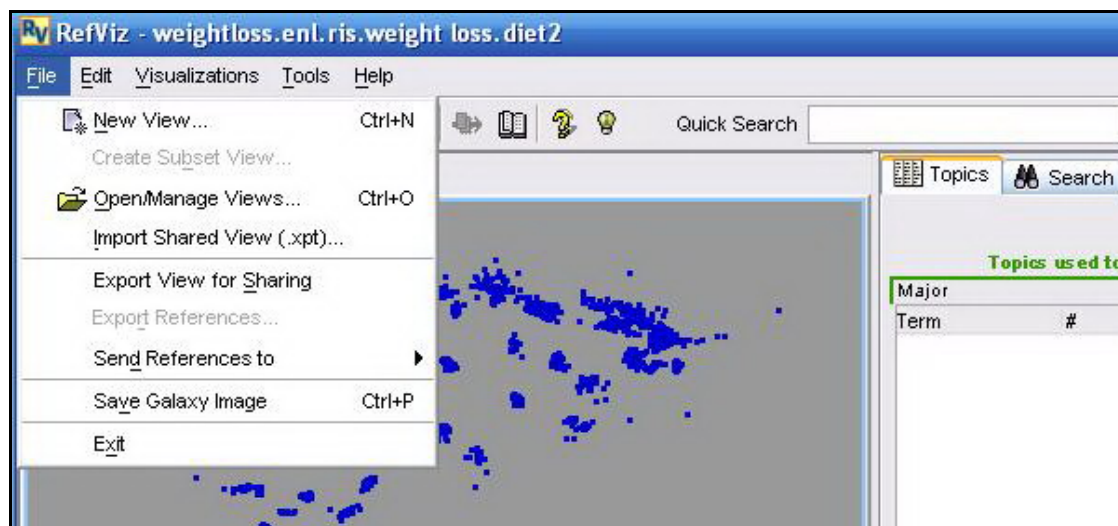 Rv RefViz - weightloss.enl.ris.weight loss.diet2
File Edit Visualizations Tools Help
New View... Ctrl+N
Quick Search
Create Subset View...
Topics Search
Open/Manage Views... Ctrl+O
Import Shared View (.xpt)...
Topics used to
Export View for Sharing
Major
Export References...
Term #
Send References to
Save Galaxy Image Ctrl+P
Exit